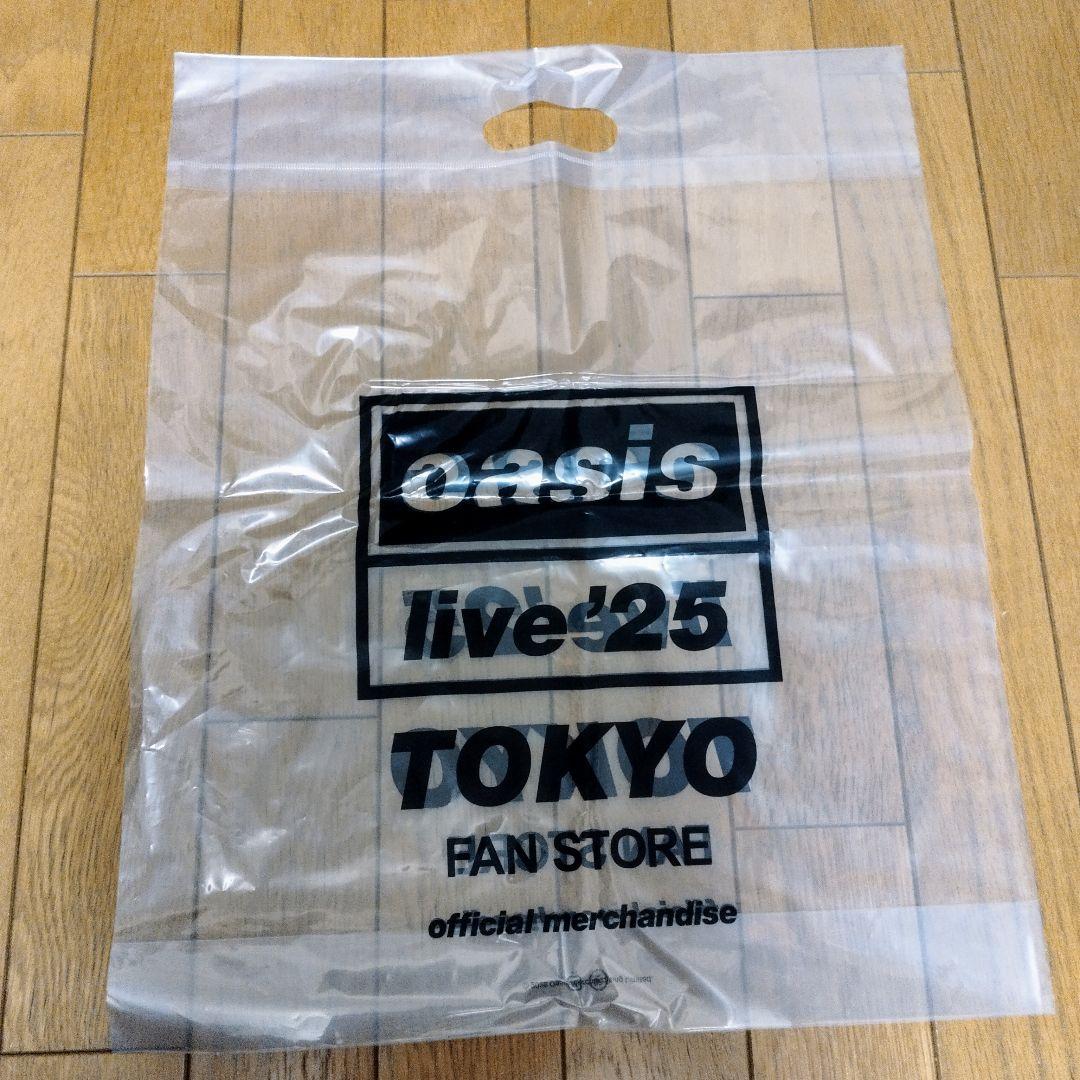 oasis
live '25
TOKYO
FAN STORE
official merchandise